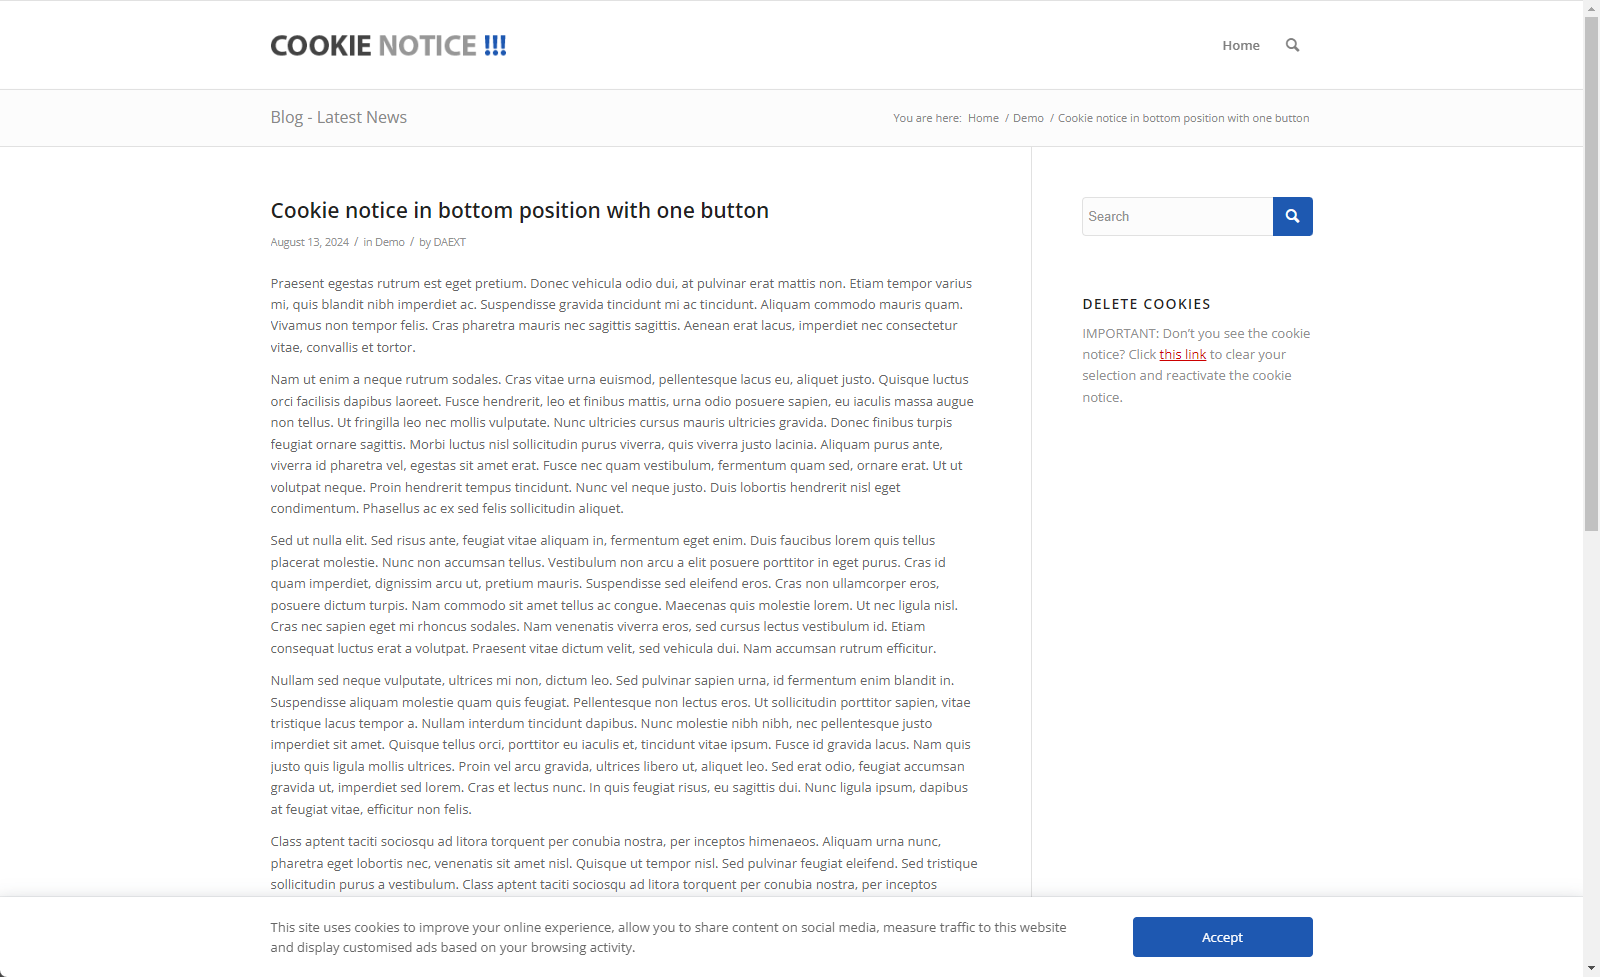 COOKIE NOTICE !!!
Home
Blog - Latest News
You are here: Home / Demo / Cookie notice in bottom position with one button
Cookie notice in bottom position with one button
August 13, 2024 / in Demo / by DAEXT
Praesent egestas rutrum est eget pretium. Donec vehicula odio dui, at pulvinar erat mattis non. Etiam tempor varius
mi, quis blandit nibh imperdiet ac. Suspendisse gravida tincidunt mi ac tincidunt. Aliquam commodo mauris quam.
Vivamus non tempor felis. Cras pharetra mauris nec sagittis sagittis. Aenean erat lacus, imperdiet nec consectetur
vitae, convallis et tortor.
Nam ut enim a neque rutrum sodales. Cras vitae urna euismod, pellentesque lacus eu, aliquet justo. Quisque luctus
orci facilisis dapibus laoreet. Fusce hendrerit, leo et finibus mattis, urna odio posuere sapien, eu iaculis massa augue
non tellus. Ut fringilla leo nec mollis vulputate. Nunc ultricies cursus mauris ultricies gravida. Donec finibus turpis
feugiat ornare sagittis. Morbi luctus nisl sollicitudin purus viverra, quis viverra justo lacinia. Aliquam purus ante,
viverra id pharetra vel, egestas sit amet erat. Fusce nec quam vestibulum, fermentum quam sed, ornare erat. Ut ut
volutpat neque. Proin hendrerit tempus tincidunt. Nunc vel neque justo. Duis lobortis hendrerit nisl eget
condimentum. Phasellus ac ex sed felis sollicitudin aliquet.
Sed ut nulla elit. Sed risus ante, feugiat vitae aliquam in, fermentum eget enim. Duis faucibus lorem quis tellus
placerat molestie. Nunc non accumsan tellus. Vestibulum non arcu a elit posuere porttitor in eget purus. Cras id
quam imperdiet, dignissim arcu ut, pretium mauris. Suspendisse sed eleifend eros. Cras non ullamcorper eros,
posuere dictum turpis. Nam commodo sit amet tellus ac congue. Maecenas quis molestie lorem. Ut nec ligula nisl.
Cras nec sapien eget mi rhoncus sodales. Nam venenatis viverra eros, sed cursus lectus vestibulum id. Etiam
consequat luctus erat a volutpat. Praesent vitae dictum velit, sed vehicula dui. Nam accumsan rutrum efficitur.
Nullam sed neque vulputate, ultrices mi non, dictum leo. Sed pulvinar sapien urna, id fermentum enim blandit in.
Suspendisse aliquam molestie quam quis feugiat. Pellentesque non lectus eros. Ut sollicitudin porttitor sapien, vitae
tristique lacus tempor a. Nullam interdum tincidunt dapibus. Nunc molestie nibh nibh, nec pellentesque justo
imperdiet sit amet. Quisque tellus orci, porttitor eu iaculis et, tincidunt vitae ipsum. Fusce id gravida lacus. Nam quis
justo quis ligula mollis ultrices. Proin vel arcu gravida, ultrices libero ut, aliquet leo. Sed erat odio, feugiat accumsan
gravida ut, imperdiet sed lorem. Cras et lectus nunc. In quis feugiat risus, eu sagittis dui. Nunc ligula ipsum, dapibus
at feugiat vitae, efficitur non felis.
Class aptent taciti sociosqu ad litora torquent per conubia nostra, per inceptos himenaeos. Aliquam urna nunc,
pharetra eget lobortis nec, venenatis sit amet nisl. Quisque ut tempor nisl. Sed pulvinar feugiat eleifend. Sed tristique
sollicitudin purus a vestibulum. Class aptent taciti sociosqu ad litora torquent per conubia nostra, per inceptos
Search
DELETE COOKIES
IMPORTANT: Don’t you see the cookie
notice? Click this link to clear your
selection and reactivate the cookie
notice.
This site uses cookies to improve your online experience, allow you to share content on social media, measure traffic to this website
and display customised ads based on your browsing activity.
Accept